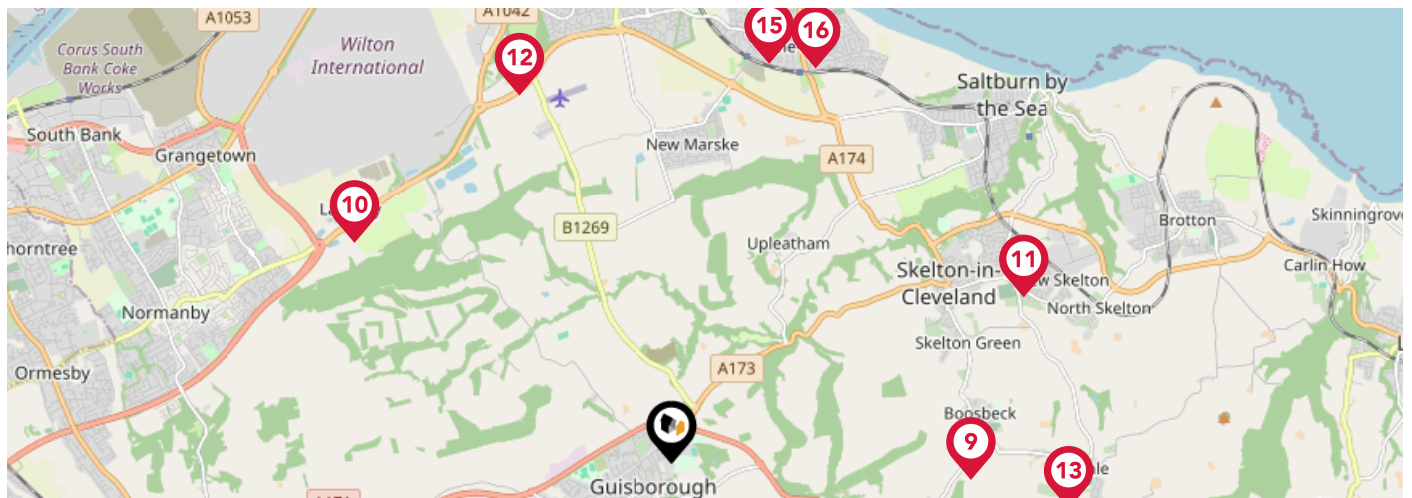 A1053
A1042
15
16
Corus South
Bank Coke
Works
Wilton
International
12
Saltburn by
the Sea
South Bank
Grangetown
New Marske
A174
10
B1269
Upleatham
Brotton
Skinningrov
horntree
11
Skelton-in-
Cleveland
w Skelton
Carlin How
Normanby
North Skelton
Skelton Green
Ormesby
A173
Boosbeck
9
13
ale
Guisborough